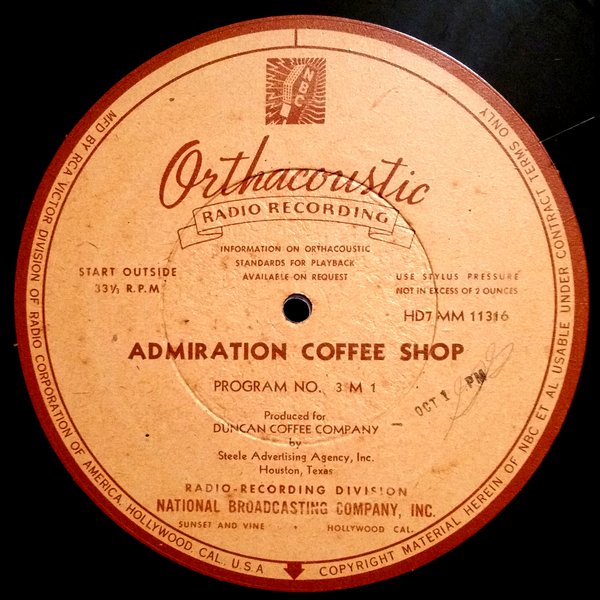 NBC
Orthacoustic
RADIO RECORDING
INFORMATION ON ORTHACOUSTIC
STANDARDS FOR PLAYBACK
AVAILABLE ON REQUEST
START OUTSIDE
33⅓ R.P.M
USE STYLUS PRESSURE
NOT IN EXCESS OF 2 OUNCES
HD7 MM 11316
ADMIRATION COFFEE SHOP
PROGRAM NO. 3 M 1
OCT 1 PM
Produced for
DUNCAN COFFEE COMPANY
by
Steele Advertising Agency, Inc.
Houston, Texas
RADIO-RECORDING DIVISION
NATIONAL BROADCASTING COMPANY, INC.
SUNSET AND VINE • HOLLYWOOD CAL.
MFD BY RCA VICTOR DIVISION OF RADIO CORPORATION OF AMERICA, HOLLYWOOD, CAL., U.S.A.
COPYRIGHT MATERIAL HEREIN OF NBC ET AL USABLE UNDER CONTRACT TERMS ONLY